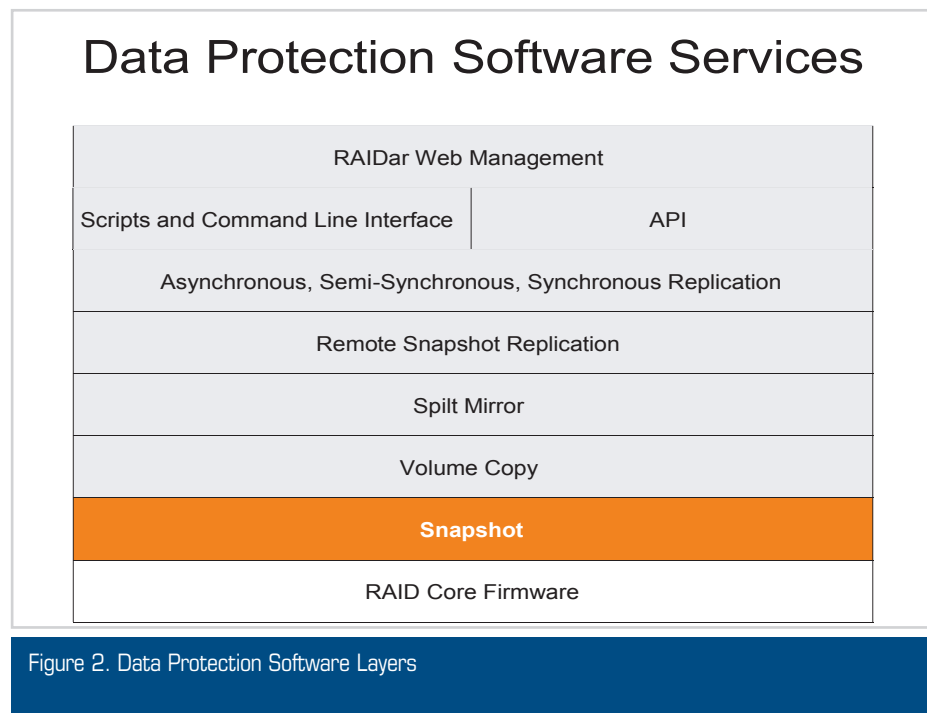 Data Protection Software Services
RAIDar Web Management
Scripts and Command Line Interface
API
Asynchronous, Semi-Synchronous, Synchronous Replication
Remote Snapshot Replication
Spilt Mirror
Volume Copy
Snapshot
RAID Core Firmware
Figure 2. Data Protection Software Layers